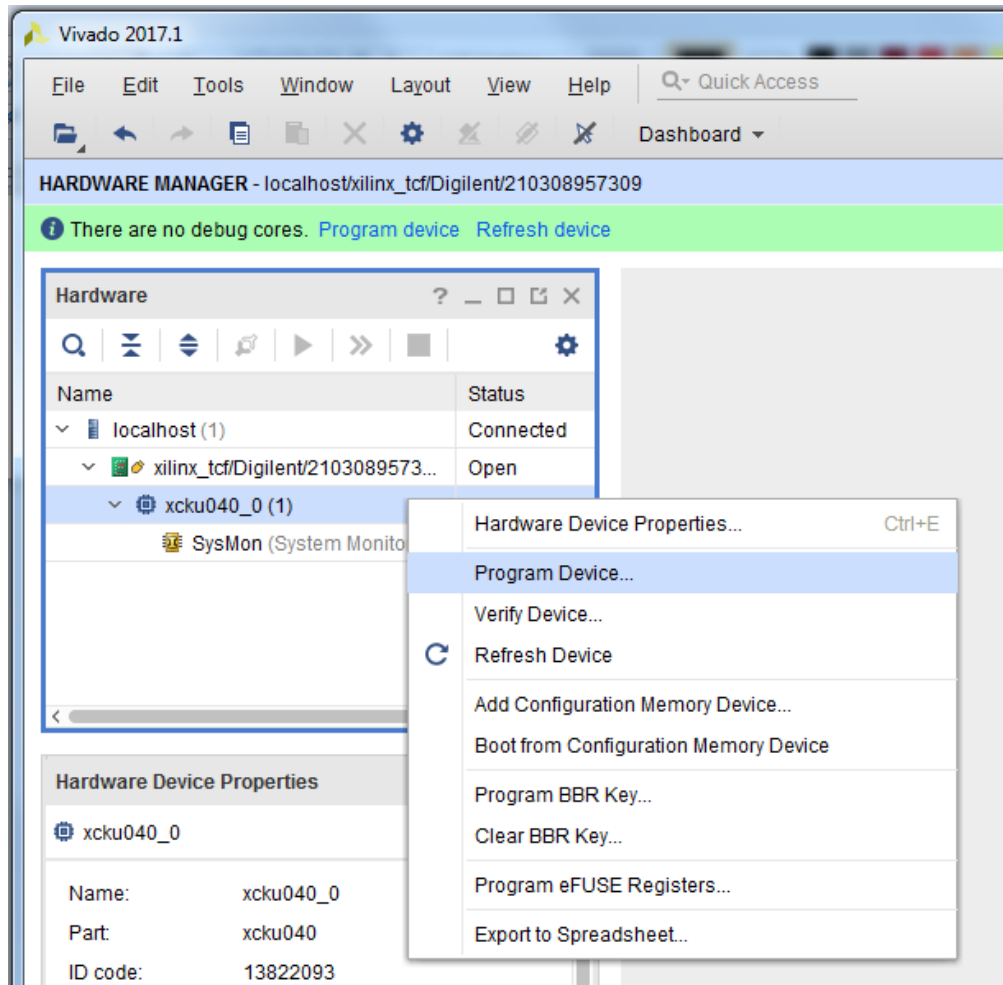 Vivado 2017.1
File Edit Tools Window Layout View Help Quick Access
Dashboard
HARDWARE MANAGER - localhost/xilinx_tcf/Digilent/210308957309
There are no debug cores. Program device Refresh device
Hardware ?
Name Status
localhost (1) Connected
xilinx_tcf/Digilent/2103089573... Open
xcku040_0 (1)
SysMon (System Monito
Hardware Device Properties... Ctrl+E
Program Device...
Verify Device...
Refresh Device
Add Configuration Memory Device...
Boot from Configuration Memory Device
Program BBR Key...
Clear BBR Key...
Program eFUSE Registers...
Export to Spreadsheet...
Hardware Device Properties
xcku040_0
Name: xcku040_0
Part: xcku040
ID code: 13822093